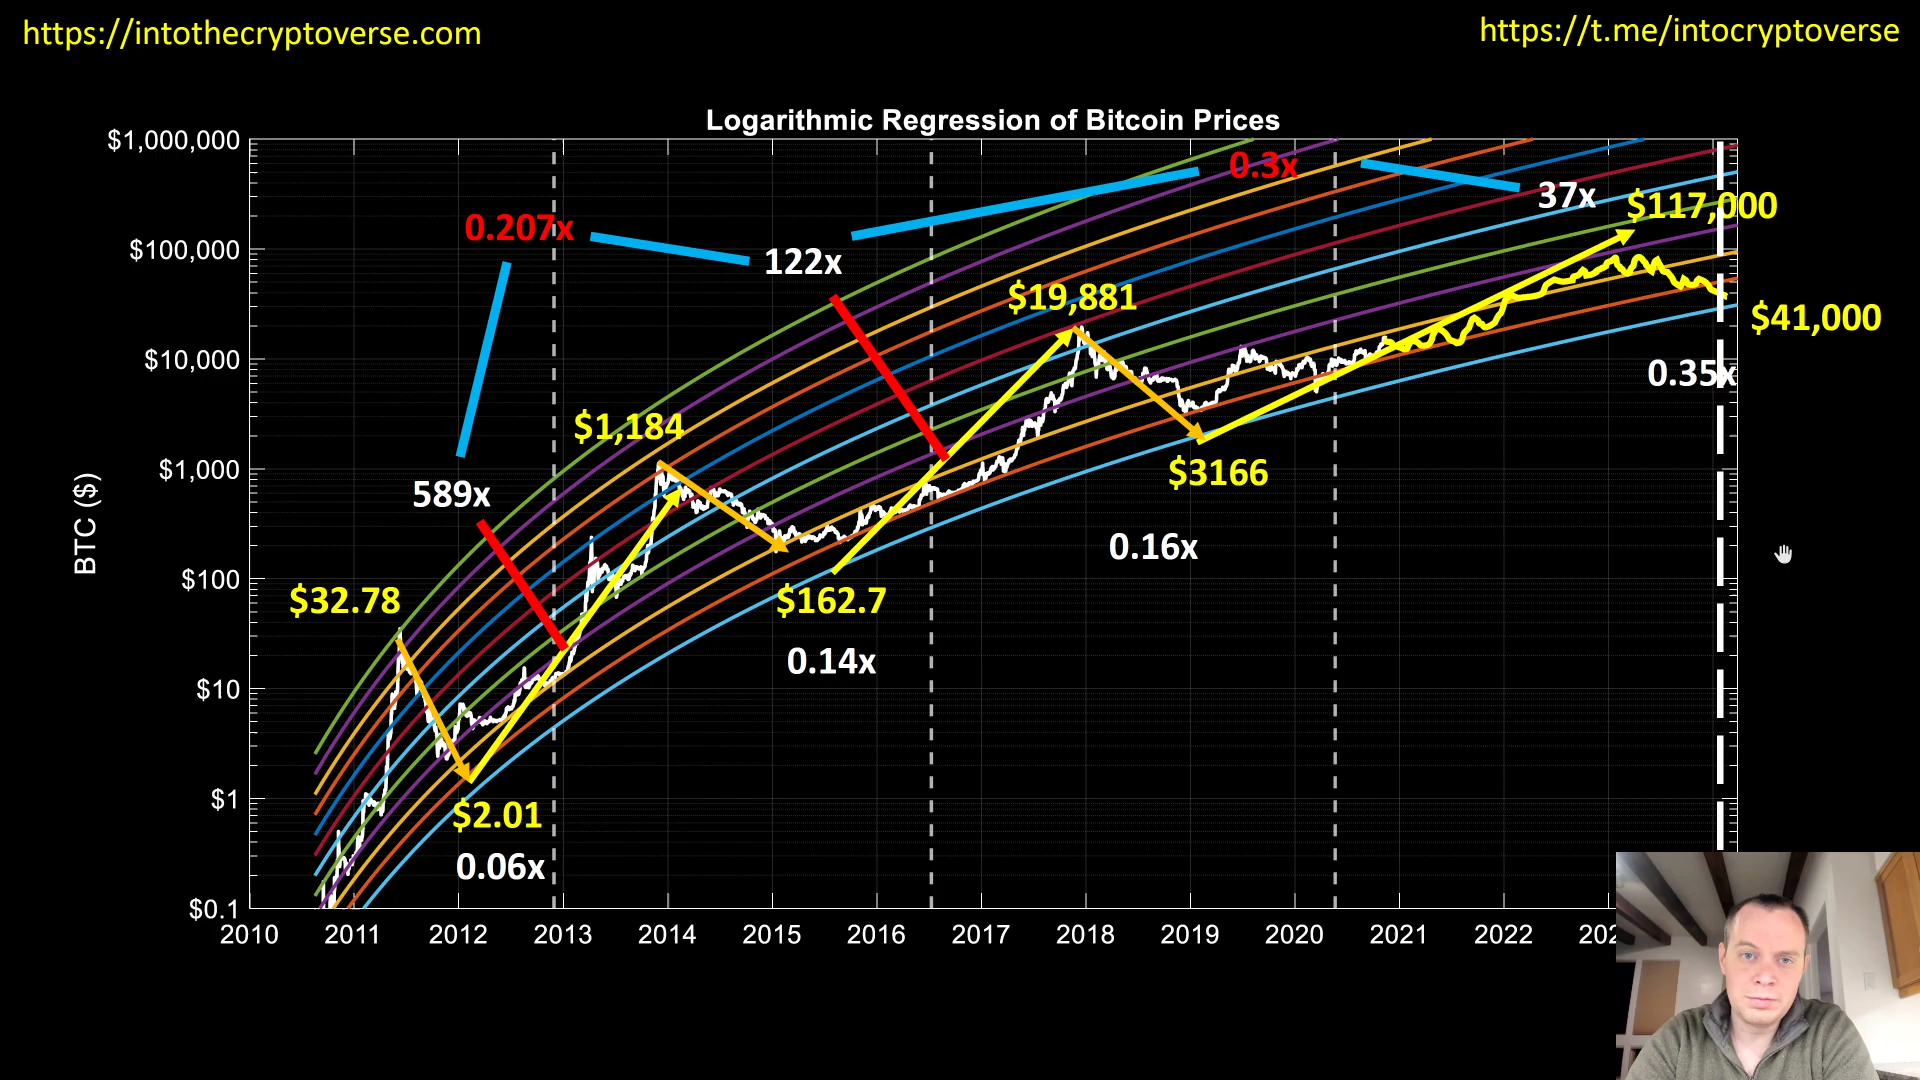 https://intothecryptoverse.com
https://t.me/intocryptoverse
Logarithmic Regression of Bitcoin Prices
$1,000,000
$100,000
$10,000
$1,000
$100
$10
$1
$0.1
BTC ($)
0.207x
122x
0.3x
37x
$117,000
$19,881
$41,000
0.35x
$1,184
$3166
589x
0.16x
$32.78
$162.7
0.14x
$2.01
0.06x
2010 2011 2012 2013 2014 2015 2016 2017 2018 2019 2020 2021 2022